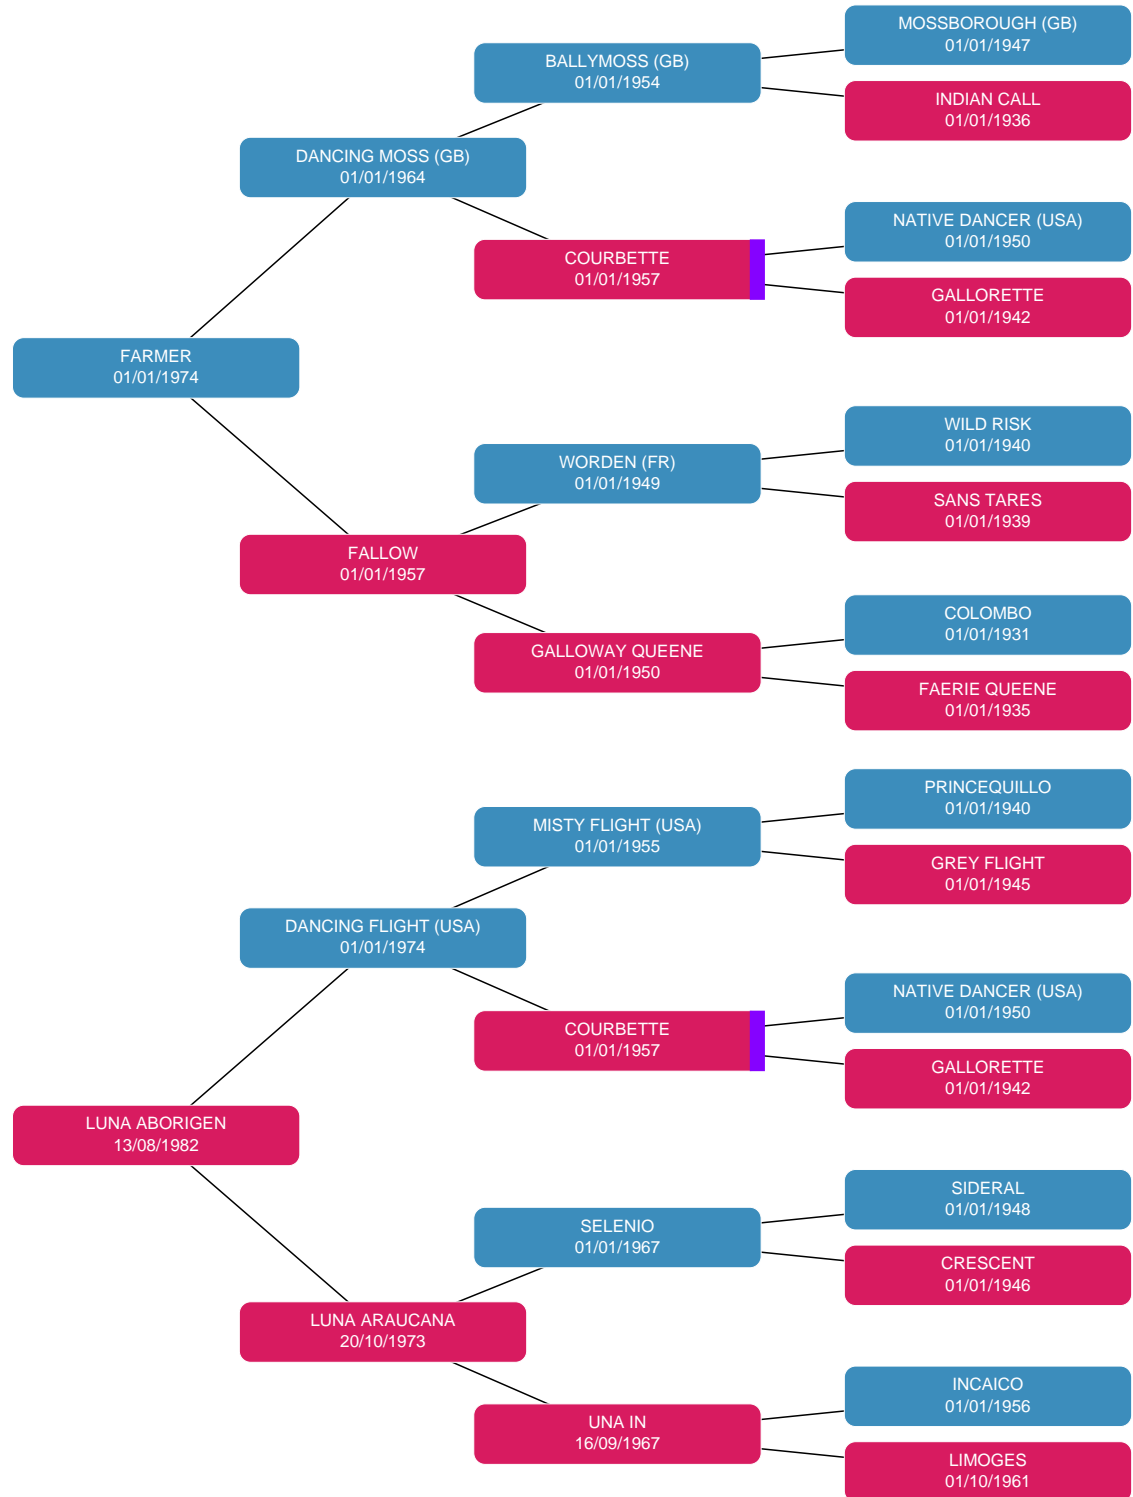 MOSSBOROUGH (GB)
01/01/1947
BALLYMOSS (GB)
01/01/1954
INDIAN CALL
01/01/1936
DANCING MOSS (GB)
01/01/1964
NATIVE DANCER (USA)
01/01/1950
COURBETTE
01/01/1957
GALLORETTE
01/01/1942
FARMER
01/01/1974
WILD RISK
01/01/1940
WORDEN (FR)
01/01/1949
SANS TARES
01/01/1939
FALLOW
01/01/1957
COLOMBO
01/01/1931
GALLOWAY QUEENE
01/01/1950
FAERIE QUEENE
01/01/1935
PRINCEQUILLO
01/01/1940
MISTY FLIGHT (USA)
01/01/1955
GREY FLIGHT
01/01/1945
DANCING FLIGHT (USA)
01/01/1974
NATIVE DANCER (USA)
01/01/1950
COURBETTE
01/01/1957
GALLORETTE
01/01/1942
LUNA ABORIGEN
13/08/1982
SIDERAL
01/01/1948
SELENIO
01/01/1967
CRESCENT
01/01/1946
LUNA ARAUCANA
20/10/1973
INCAICO
01/01/1956
UNA IN
16/09/1967
LIMOGES
01/10/1961